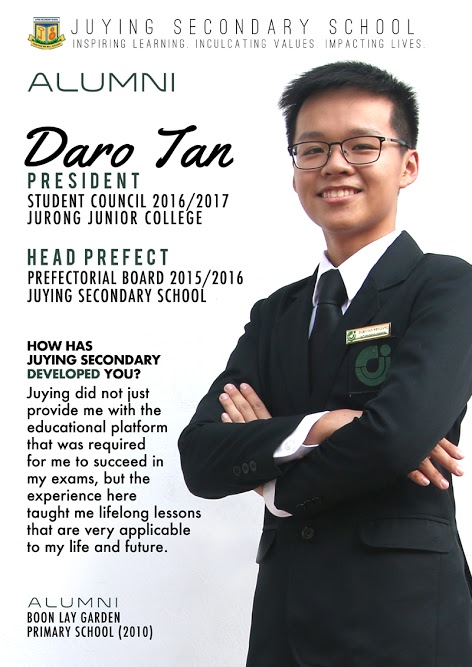 JUYING SECONDARY SCHOOL
INSPIRING LEARNING. INCULCATING VALUES. IMPACTING LIVES.
ALUMNI
Daro Tan
PRESIDENT
STUDENT COUNCIL 2016/2017
JURONG JUNIOR COLLEGE
HEAD PREFECT
PREFECTORIAL BOARD 2015/2016
JUYING SECONDARY SCHOOL
HOW HAS
JUYING SECONDARY
DEVELOPED YOU?
Juying did not just
provide me with the
educational platform
that was required
for me to succeed in
my exams, but the
experience here
taught me lifelong lessons
that are very applicable
to my life and future.
ALUMNI
BOON LAY GARDEN
PRIMARY SCHOOL (2010)